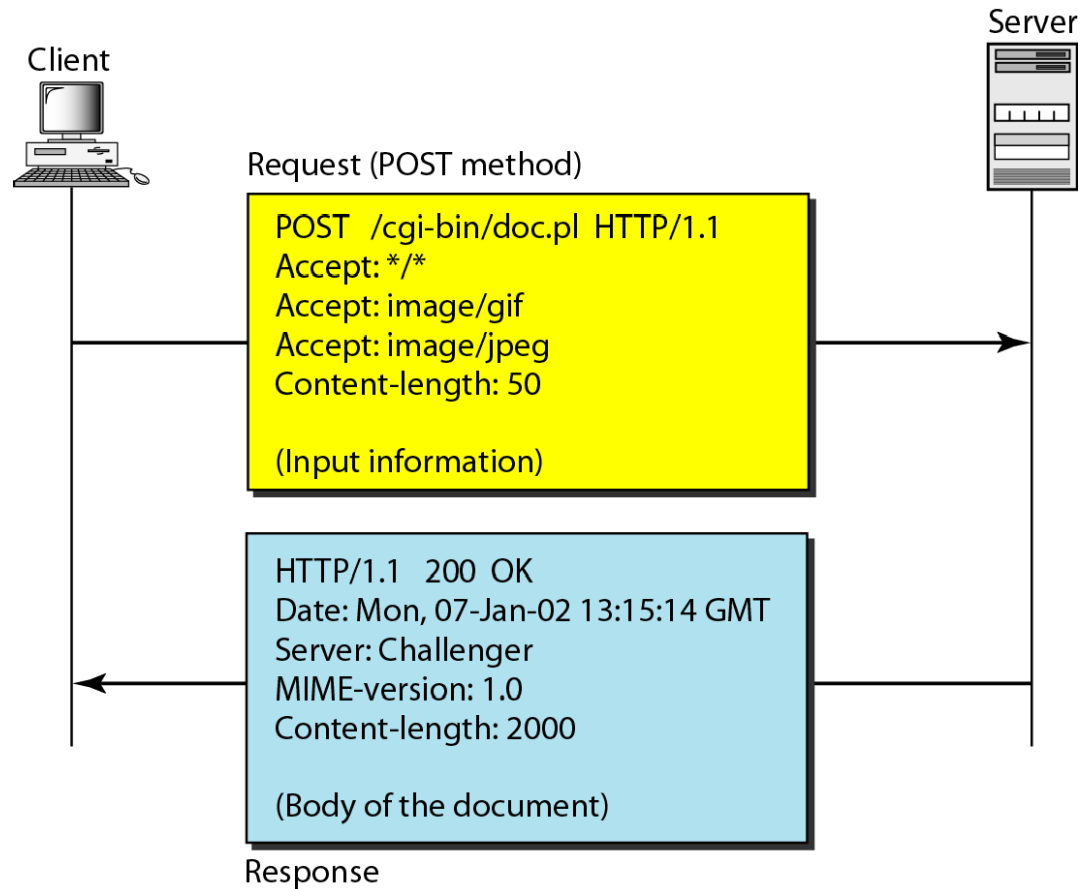 Server
Client
Request (POST method)
POST /cgi-bin/doc.pl HTTP/1.1
Accept: */*
Accept: image/gif
Accept: image/jpeg
Content-length: 50
(Input information)
HTTP/1.1 200 OK
Date: Mon, 07-Jan-02 13:15:14 GMT
Server: Challenger
MIME-version: 1.0
Content-length: 2000
(Body of the document)
Response